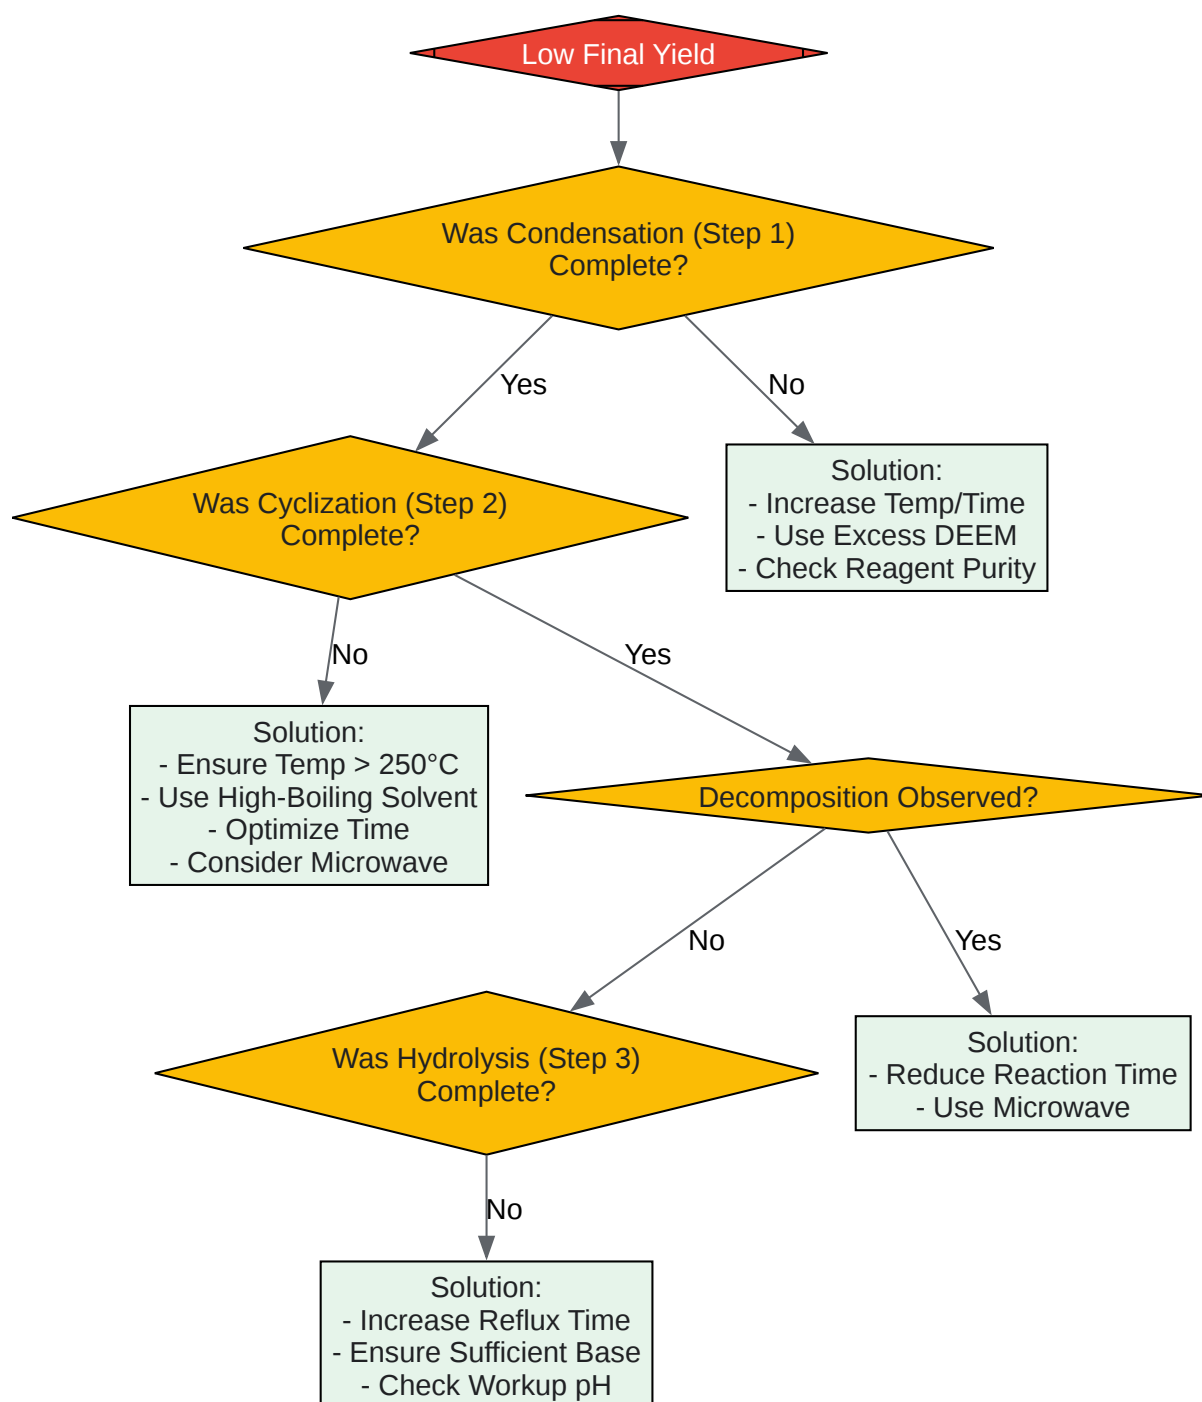 Low Final Yield
Was Condensation (Step 1)
Complete?
Yes
No
Was Cyclization (Step 2)
Complete?
Solution:
- Increase Temp/Time
- Use Excess DEEM
- Check Reagent Purity
No
Yes
Solution:
- Ensure Temp > 250°C
- Use High-Boiling Solvent
- Optimize Time
- Consider Microwave
Decomposition Observed?
No
Yes
Was Hydrolysis (Step 3)
Complete?
Solution:
- Reduce Reaction Time
- Use Microwave
No
Solution:
- Increase Reflux Time
- Ensure Sufficient Base
- Check Workup pH